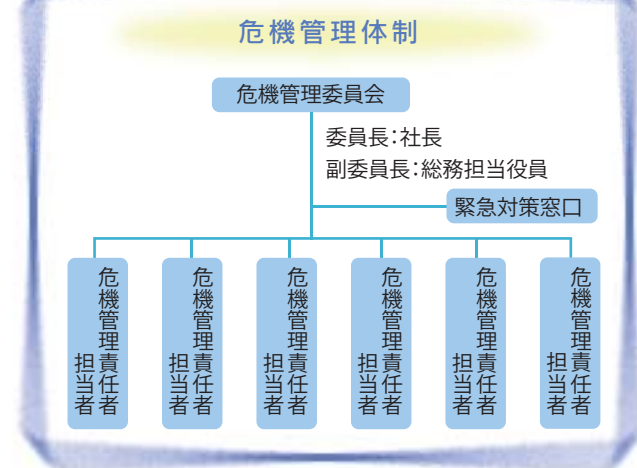 危機管理体制
危機管理委員会
委員長：社長
副委員長：総務担当役員
緊急対策窓口
危機管理責任者
担当者
危機管理責任者
担当者
危機管理責任者
担当者
危機管理責任者
担当者
危機管理責任者
担当者
危機管理責任者
担当者